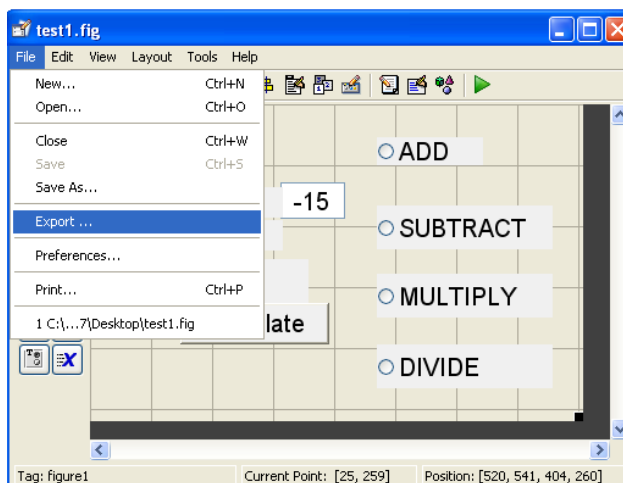 test1.fig
File Edit View Layout Tools Help
New... Ctrl+N
Open... Ctrl+O
Close Ctrl+W
Save Ctrl+S
Save As...
Export ...
Preferences...
Print... Ctrl+P
1 C:\...7\Desktop\test1.fig
ADD
-15
SUBTRACT
MULTIPLY
late
DIVIDE
Tag: figure1 Current Point: [25, 259] Position: [520, 541, 404, 260]